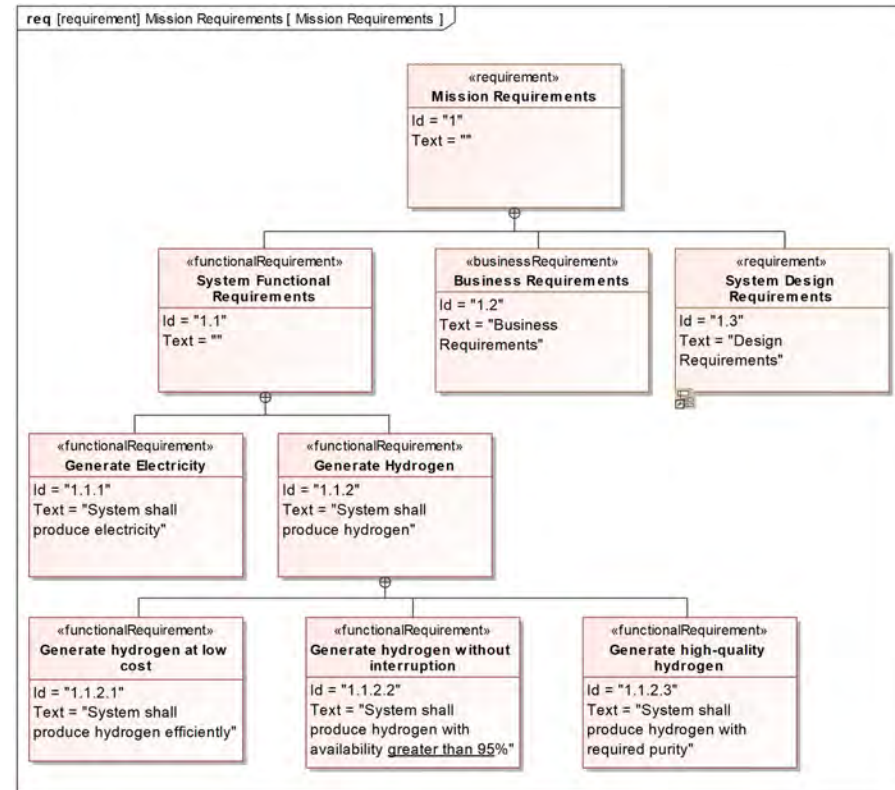 req [requirement] Mission Requirements [ Mission Requirements ]
«requirement»
Mission Requirements
Id = "1"
Text = ""
«functionalRequirement»
System Functional
Requirements
Id = "1.1"
Text = ""
«businessRequirement»
Business Requirements
Id = "1.2"
Text = "Business
Requirements"
«requirement»
System Design
Requirements
Id = "1.3"
Text = "Design
Requirements"
«functionalRequirement»
Generate Electricity
Id = "1.1.1"
Text = "System shall
produce electricity"
«functionalRequirement»
Generate Hydrogen
Id = "1.1.2"
Text = "System shall
produce hydrogen"
«functionalRequirement»
Generate hydrogen at low
cost
Id = "1.1.2.1"
Text = "System shall
produce hydrogen efficiently"
«functionalRequirement»
Generate hydrogen without
interruption
Id = "1.1.2.2"
Text = "System shall
produce hydrogen with
availability greater than 95%"
«functionalRequirement»
Generate high-quality
hydrogen
Id = "1.1.2.3"
Text = "System shall
produce hydrogen with
required purity"